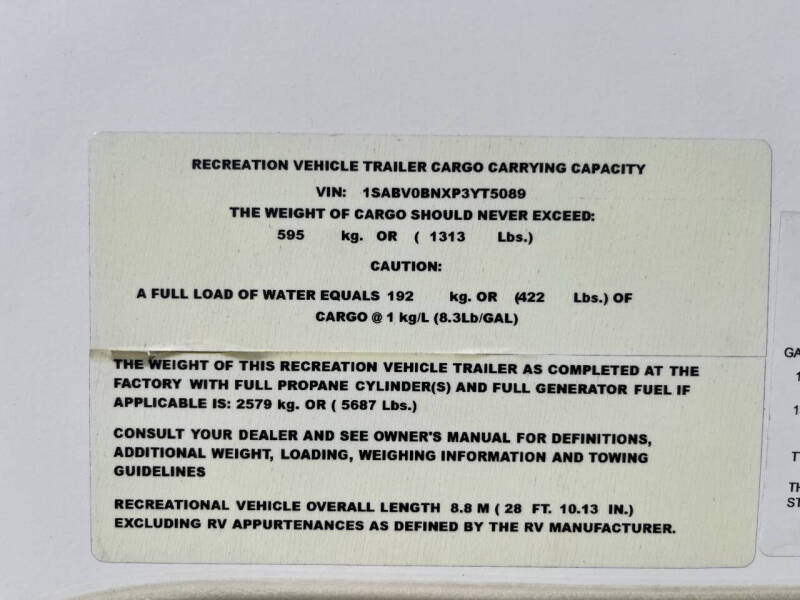 RECREATION VEHICLE TRAILER CARGO CARRYING CAPACITY
VIN: 1SABV0BNXP3YT5089
THE WEIGHT OF CARGO SHOULD NEVER EXCEED:
595 kg. OR ( 1313 Lbs.)
CAUTION:
A FULL LOAD OF WATER EQUALS 192 kg. OR (422 Lbs.) OF
CARGO @ 1 kg/L (8.3Lb/GAL)
THE WEIGHT OF THIS RECREATION VEHICLE TRAILER AS COMPLETED AT THE
FACTORY WITH FULL PROPANE CYLINDER(S) AND FULL GENERATOR FUEL IF
APPLICABLE IS: 2579 kg. OR ( 5687 Lbs.)
CONSULT YOUR DEALER AND SEE OWNER'S MANUAL FOR DEFINITIONS,
ADDITIONAL WEIGHT, LOADING, WEIGHING INFORMATION AND TOWING
GUIDELINES
RECREATIONAL VEHICLE OVERALL LENGTH 8.8 M ( 28 FT. 10.13 IN.)
EXCLUDING RV APPURTENANCES AS DEFINED BY THE RV MANUFACTURER.